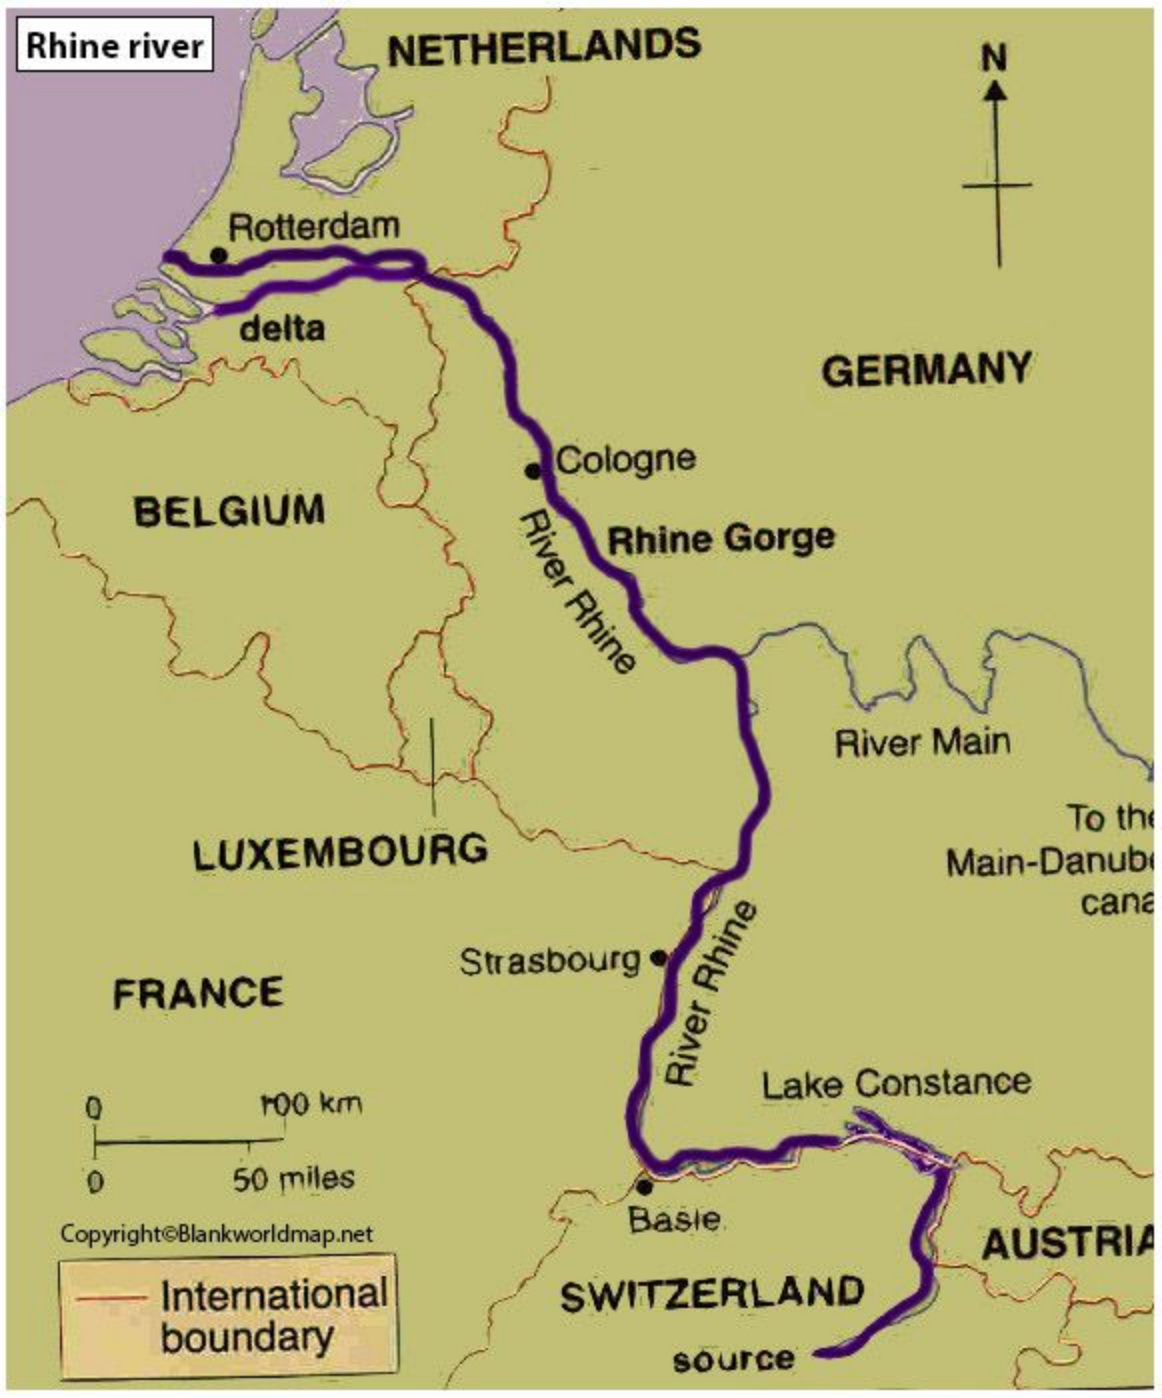 Rhine river
NETHERLANDS
N
Rotterdam
delta
GERMANY
Cologne
BELGIUM
Rhine Gorge
River Rhine
River Main
To the
Main-Danube
cana
LUXEMBOURG
Strasbourg
River Rhine
FRANCE
Lake Constance
0 100 km
0 50 miles
Basle
Copyright©Blankworldmap.net
AUSTRIA
SWITZERLAND
International
boundary
source